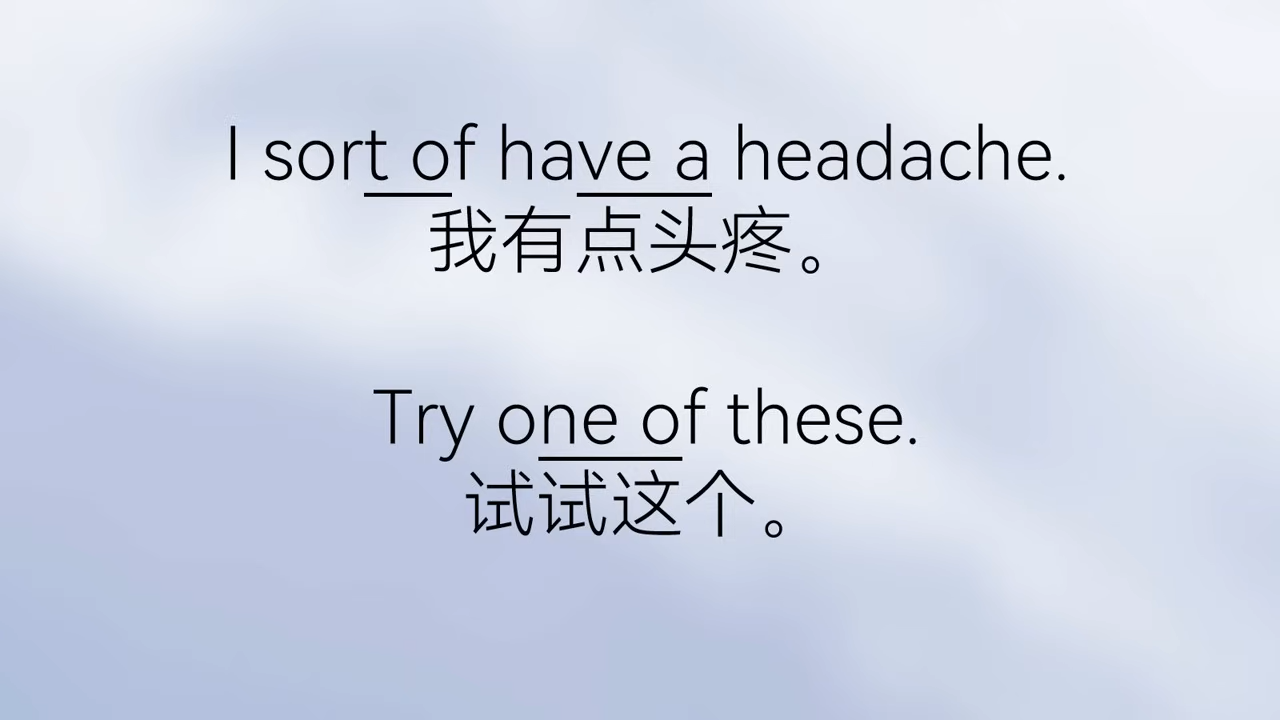 I sort of have a headache.
我有点头疼。
Try one of these.
试试这个。